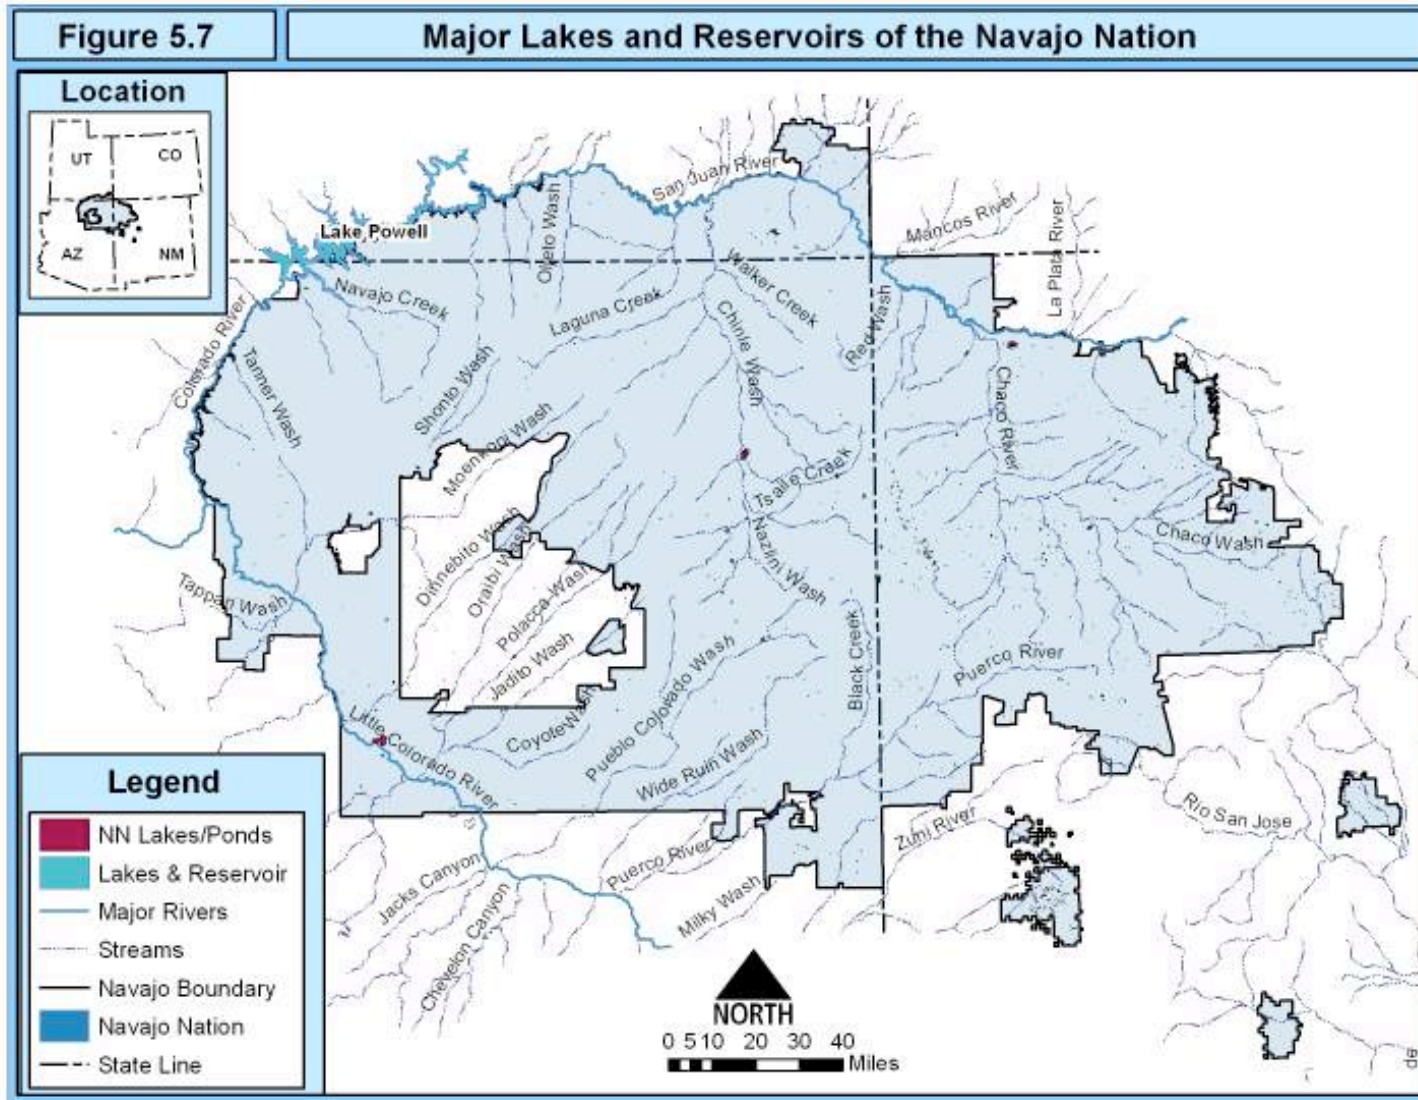 Figure 5.7
Major Lakes and Reservoirs of the Navajo Nation
Location
UT
CO
AZ
NM
San Juan River
Mancos River
La Plata River
Lake Powell
Oljeto Wash
Navajo Creek
Laguna Creek
Walker Creek
Chinle Wash
Red Wash
Colorado River
Tanner Wash
Shonto Wash
Moenkopi Wash
Chaco River
Tsaile Creek
Dinnebito Wash
Oraibi Wash
Polacca Wash
Jadito Wash
Nazlini Wash
Chaco Wash
Tappan Wash
Black Creek
Puerco River
Little Colorado River
Coyote Wash
Pueblo Colorado Wash
Wide Ruin Wash
Zuni River
Rio San Jose
Jacks Canyon
Chevelon Canyon
Puerco River
Milky Wash
Legend
NN Lakes/Ponds
Lakes & Reservoir
Major Rivers
Streams
Navajo Boundary
Navajo Nation
State Line
NORTH
0 5 10 20 30 40
Miles